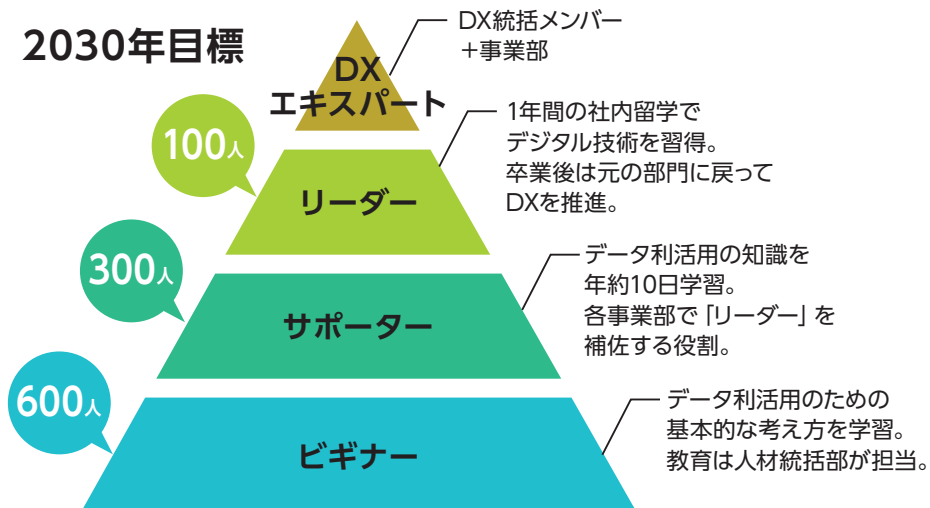 2030年目標
DX
エキスパート
DX統括メンバー
＋事業部
100人
リーダー
1年間の社内留学で
デジタル技術を習得。
卒業後は元の部門に戻って
DXを推進。
300人
サポーター
データ利活用の知識を
年約10日学習。
各事業部で「リーダー」を
補佐する役割。
600人
ビギナー
データ利活用のための
基本的な考え方を学習。
教育は人材統括部が担当。